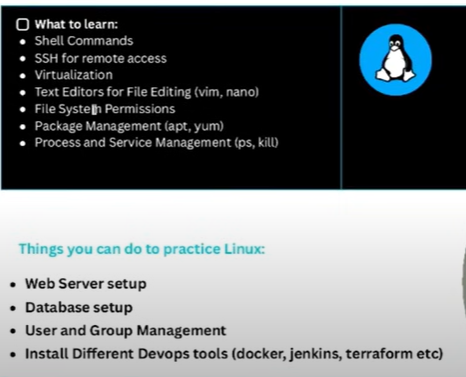 What to learn:
• Shell Commands
• SSH for remote access
• Virtualization
• Text Editors for File Editing (vim, nano)
• File System Permissions
• Package Management (apt, yum)
• Process and Service Management (ps, kill)
Things you can do to practice Linux:
• Web Server setup
• Database setup
• User and Group Management
• Install Different Devops tools (docker, jenkins, terraform etc)